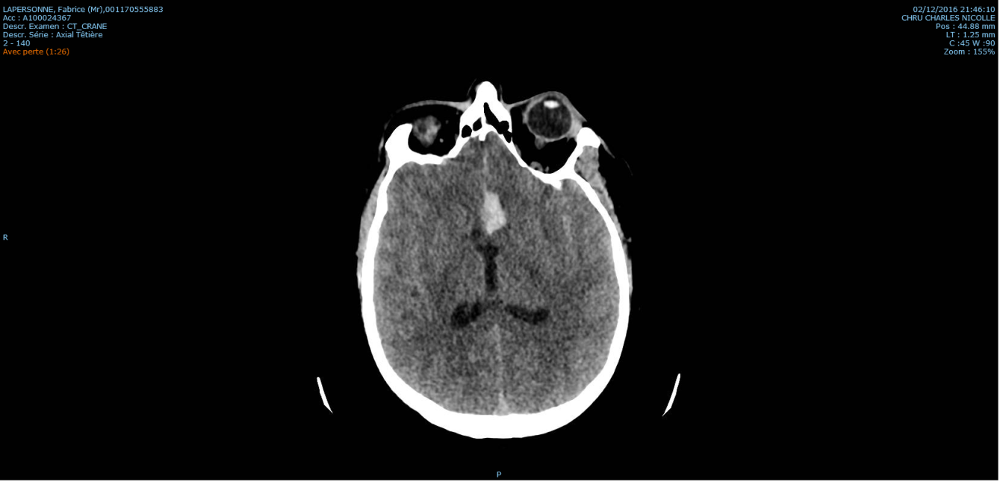 LAPERSONNE, Fabrice (Mr),001170555883
Acc : A100024367
Descr. Examen : CT_CRANE
Descr. Série : Axial Têtière
2 - 140
Avec perte (1:26)
02/12/2016 21:46:10
CHRU CHARLES NICOLLE
Pos : 44.88 mm
LT : 1.25 mm
C :45 W :90
Zoom : 155%
R
P